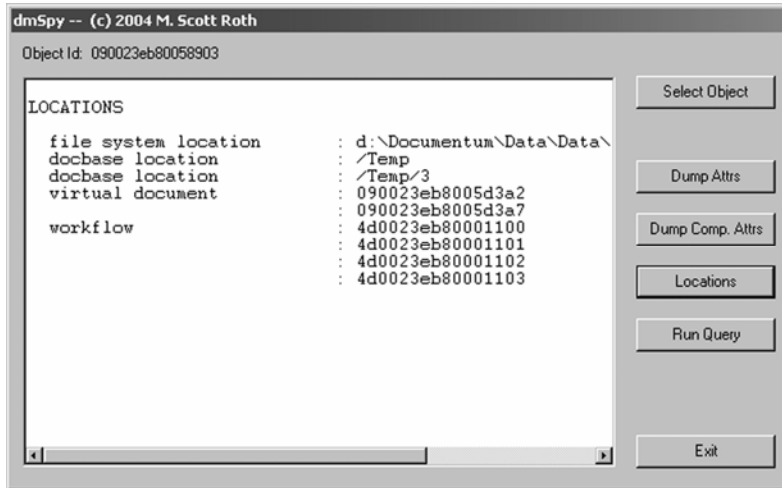 dmSpy -- (c) 2004 M. Scott Roth
Object Id: 090023eb80058903
LOCATIONS
file system location : d:\Documentum\Data\Data\
docbase location : /Temp
docbase location : /Temp/3
virtual document : 090023eb8005d3a2
: 090023eb8005d3a7
workflow : 4d0023eb80001100
: 4d0023eb80001101
: 4d0023eb80001102
: 4d0023eb80001103
Select Object
Dump Attrs
Dump Comp. Attrs
Locations
Run Query
Exit